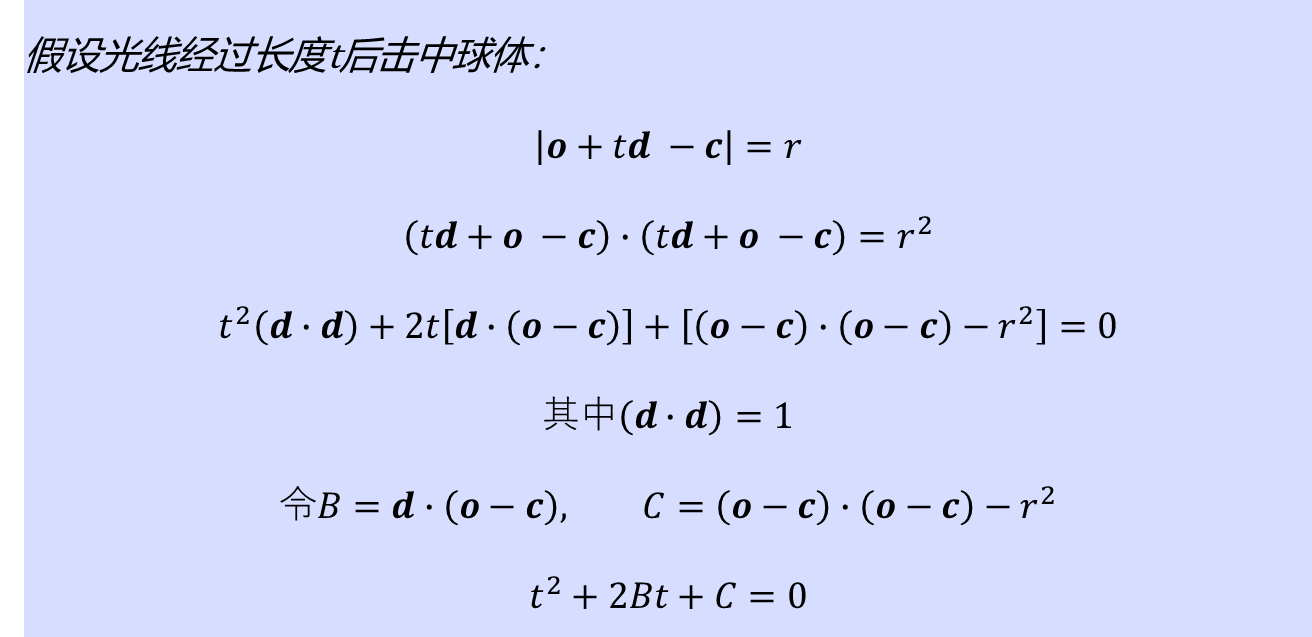 假设光线经过长度t后击中球体：
|𝒐 + t𝒅 − 𝒄| = r
(t𝒅 + 𝒐 − 𝒄) · (t𝒅 + 𝒐 − 𝒄) = r²
t²(𝒅 · 𝒅) + 2t[𝒅 · (𝒐 − 𝒄)] + [(𝒐 − 𝒄) · (𝒐 − 𝒄) − r²] = 0
其中(𝒅 · 𝒅) = 1
令B = 𝒅 · (𝒐 − 𝒄), C = (𝒐 − 𝒄) · (𝒐 − 𝒄) − r²
t² + 2Bt + C = 0